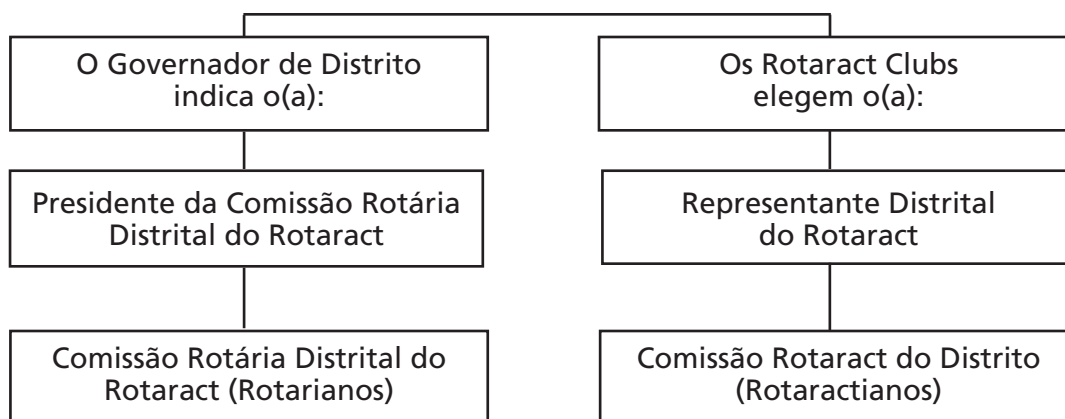 O Governador de Distrito
indica o(a):
Os Rotaract Clubs
elegem o(a):
Presidente da Comissão Rotária
Distrital do Rotaract
Representante Distrital
do Rotaract
Comissão Rotária Distrital do
Rotaract (Rotarianos)
Comissão Rotaract do Distrito
(Rotaractianos)